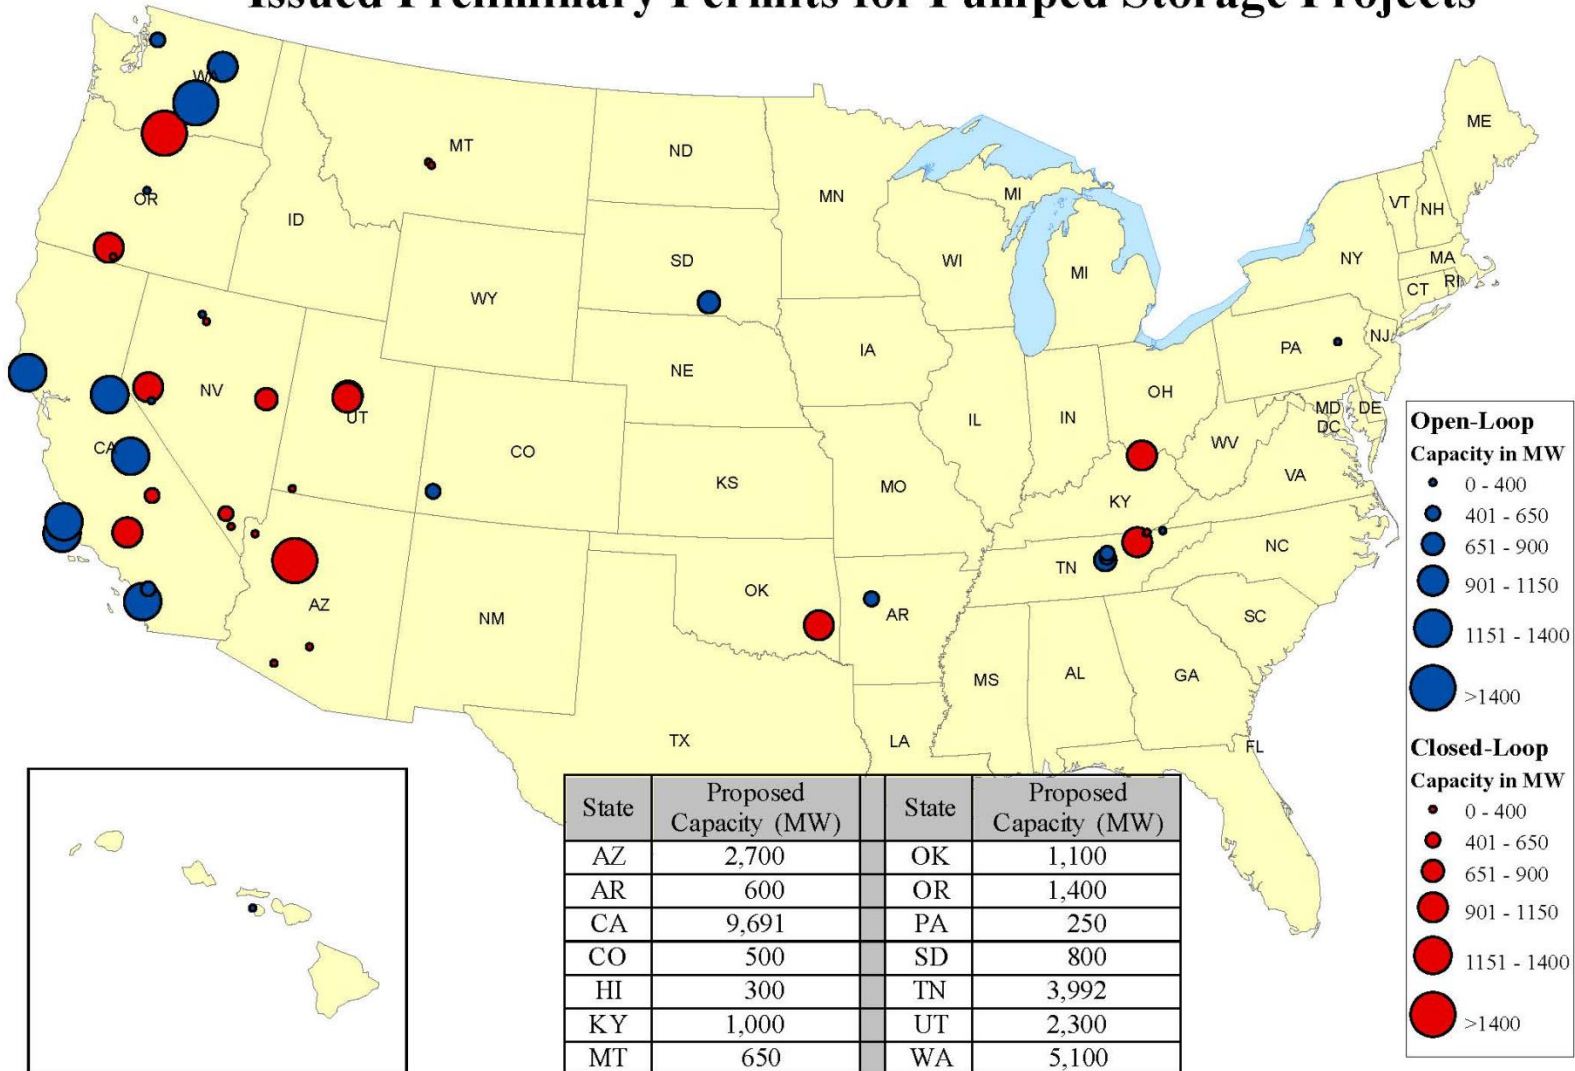 Issued Preliminary Permits for Pumped Storage Projects
WA
MT
ND
MN
ME
OR
ID
SD
WI
MI
MI
VT
NH
NY
MA
CT
RI
WY
IA
NE
PA
NJ
NV
UT
CA
CO
IL
IN
OH
MD
DC
DE
WV
VA
KS
MO
KY
NC
TN
AZ
NM
OK
AR
SC
MS
AL
GA
TX
LA
FL
Open-Loop
Capacity in MW
0 - 400
401 - 650
651 - 900
901 - 1150
1151 - 1400
>1400
Closed-Loop
Capacity in MW
0 - 400
401 - 650
651 - 900
901 - 1150
1151 - 1400
>1400
State Proposed Capacity (MW) State Proposed Capacity (MW)
AZ 2,700 OK 1,100
AR 600 OR 1,400
CA 9,691 PA 250
CO 500 SD 800
HI 300 TN 3,992
KY 1,000 UT 2,300
MT 650 WA 5,100